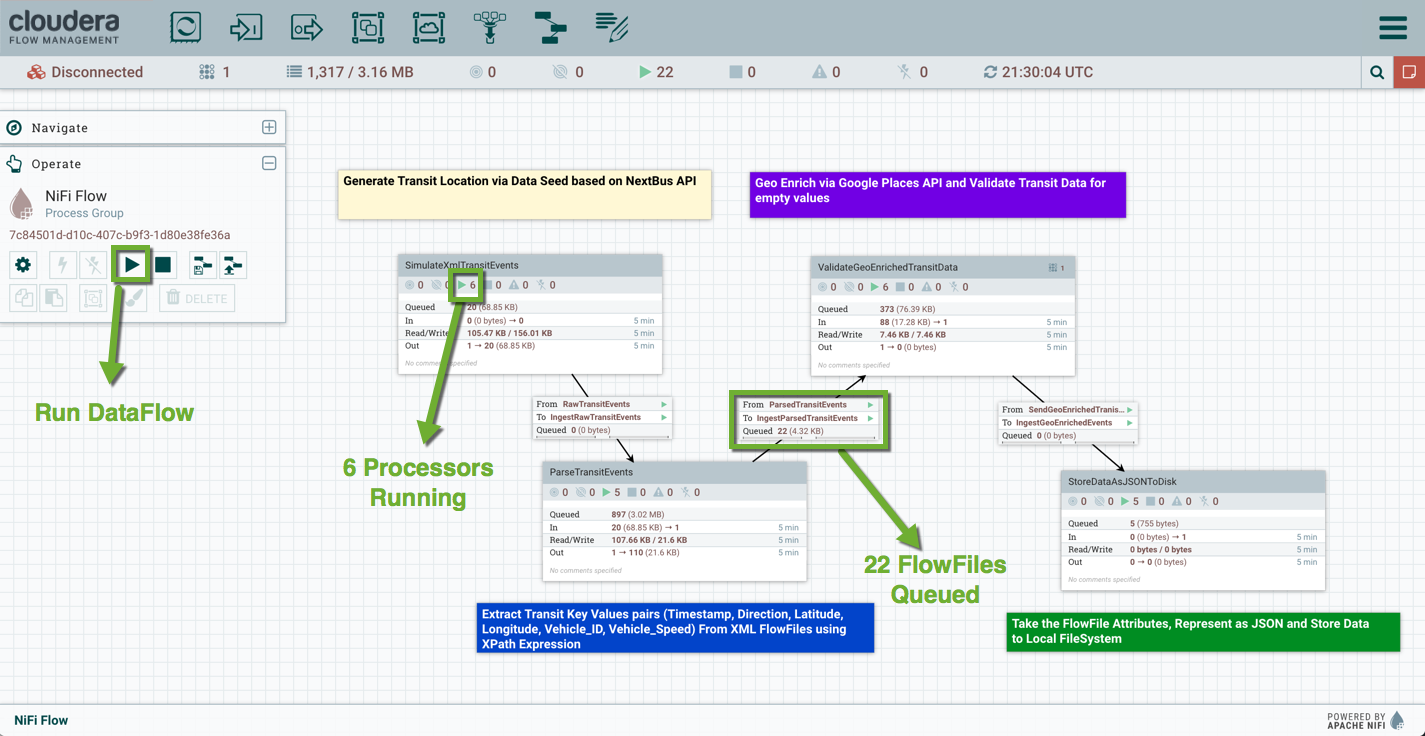 cloudera
FLOW MANAGEMENT
Disconnected
1
1,317 / 3.16 MB
0
0
22
0
0
0
21:30:04 UTC
Navigate
Operate
NiFi Flow
Process Group
7c84501d-d10c-407c-b9f3-1d80e38fe36a
DELETE
Run DataFlow
Generate Transit Location via Data Seed based on NextBus API
Geo Enrich via Google Places API and Validate Transit Data for
empty values
SimulateXmlTransitEvents
0 0 6 0 0 0
Queued 20 (68.85 KB)
In 0 (0 bytes) → 0 5 min
Read/Write 105.47 KB / 156.01 KB 5 min
Out 1 → 20 (68.85 KB) 5 min
No comments specified
6 Processors
Running
From RawTransitEvents
To IngestRawTransitEvents
Queued 0 (0 bytes)
ParseTransitEvents
0 0 5 0 0 0
Queued 897 (3.02 MB)
In 20 (68.85 KB) → 1 5 min
Read/Write 107.66 KB / 21.6 KB 5 min
Out 1 → 110 (21.6 KB) 5 min
No comments specified
Extract Transit Key Values pairs (Timestamp, Direction, Latitude,
Longitude, Vehicle_ID, Vehicle_Speed) From XML FlowFiles using
XPath Expression
From ParsedTransitEvents
To IngestParsedTransitEvents
Queued 22 (4.32 KB)
22 FlowFiles
Queued
ValidateGeoEnrichedTransitData 1
0 0 6 0 0 0
Queued 373 (76.39 KB)
In 88 (17.28 KB) → 1 5 min
Read/Write 7.46 KB / 7.46 KB 5 min
Out 1 → 0 (0 bytes) 5 min
No comments specified
From SendGeoEnrichedTranis...
To IngestGeoEnrichedEvents
Queued 0 (0 bytes)
StoreDataAsJSONToDisk
0 0 5 0 0 0
Queued 5 (755 bytes)
In 0 (0 bytes) → 1 5 min
Read/Write 0 bytes / 0 bytes 5 min
Out 0 → 0 (0 bytes) 5 min
No comments specified
Take the FlowFile Attributes, Represent as JSON and Store Data
to Local FileSystem
NiFi Flow
POWERED BY
APACHE NIFI